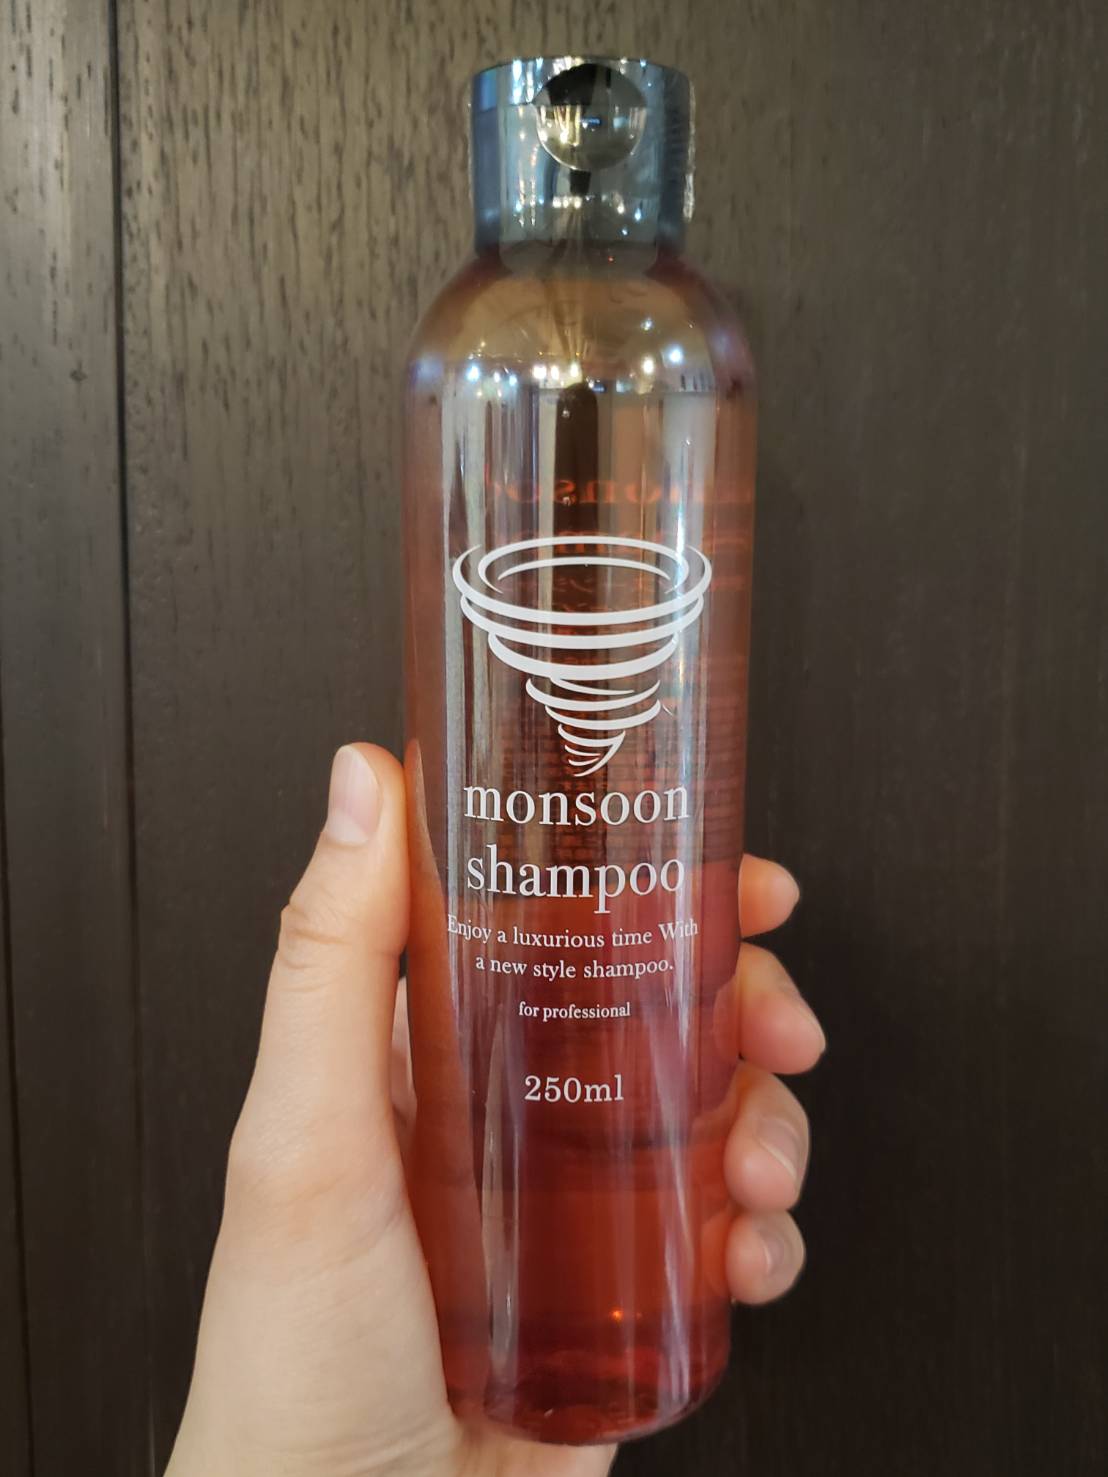 monsoon
shampoo
Enjoy a luxurious time With
a new style shampoo.
for professional
250ml